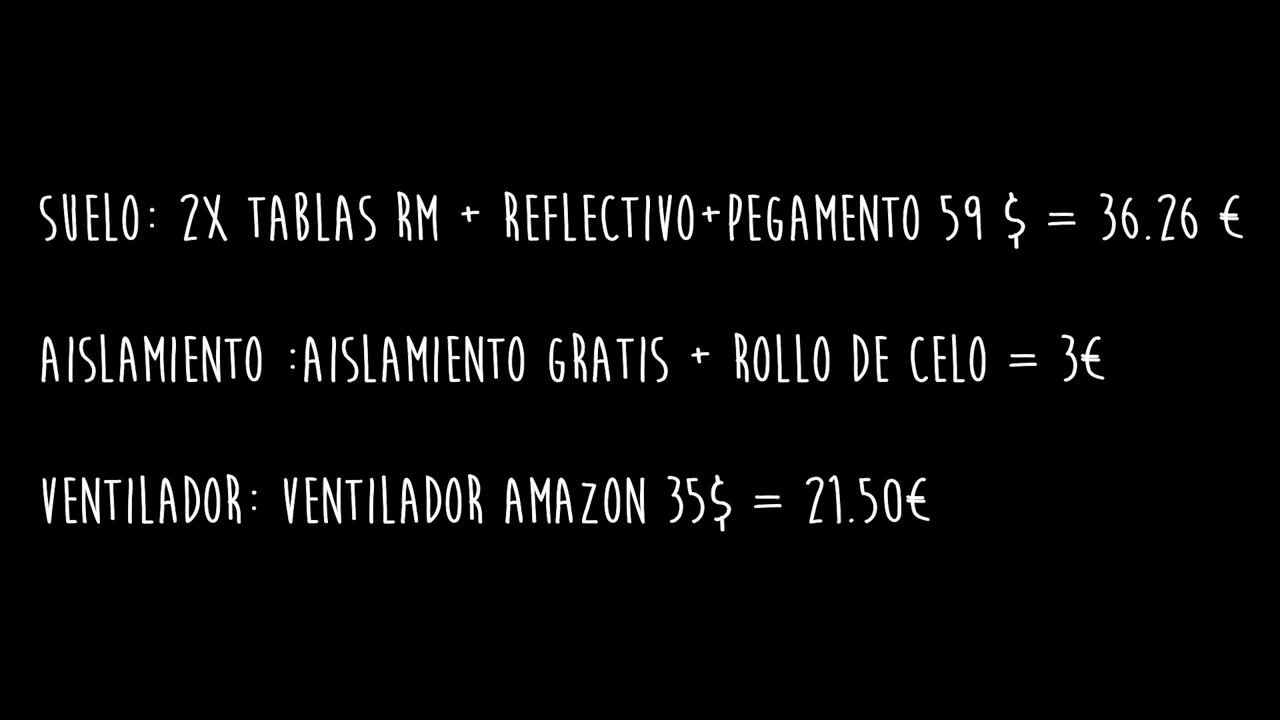 SUELO: 2X TABLAS RM + REFLECTIVO+PEGAMENTO 59 $ = 36.26 €
AISLAMIENTO :AISLAMIENTO GRATIS + ROLLO DE CELO = 3€
VENTILADOR: VENTILADOR AMAZON 35$ = 21.50€